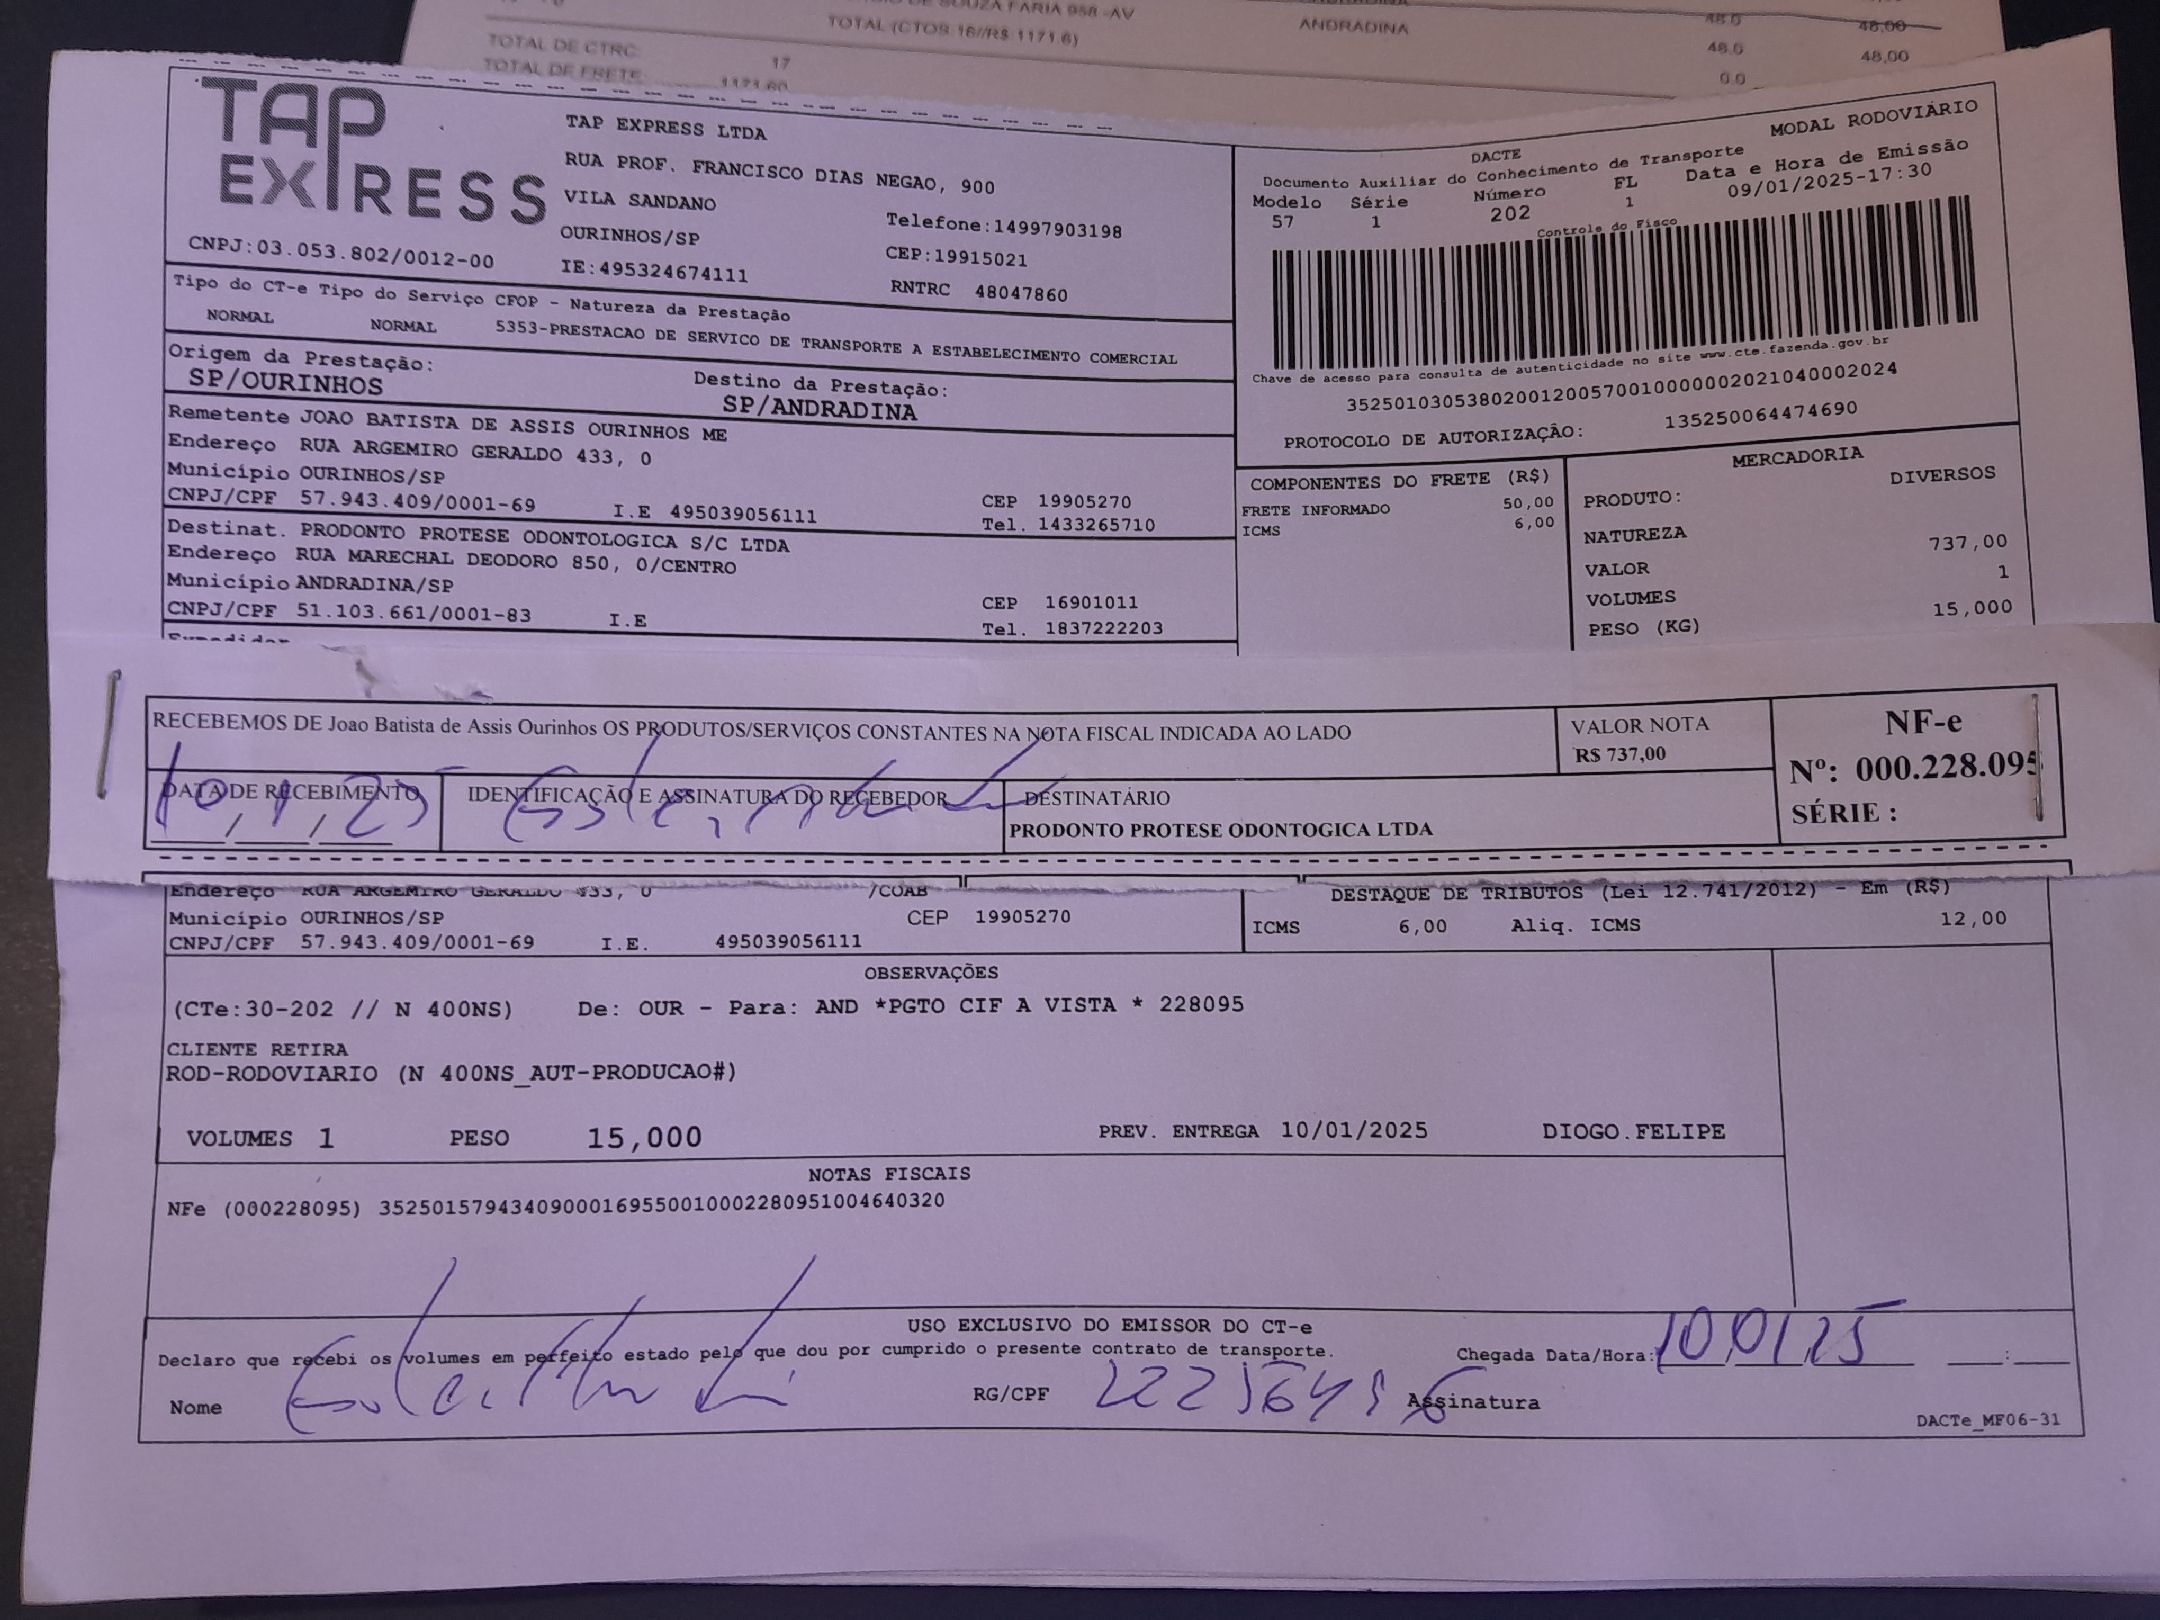 DE SOUZA FARIA 958 -AV
TOTAL (CTOS 16//R$ 1171.6) ANDRADINA 48.0 48,00
TOTAL DE CTRC: 17 48.0 48,00
TOTAL DE FRETE: 1171.60 0.0
TAP EXPRESS
CNPJ:03.053.802/0012-00
TAP EXPRESS LTDA
RUA PROF. FRANCISCO DIAS NEGAO, 900
VILA SANDANO
OURINHOS/SP
IE:495324674111
Telefone:14997903198
CEP:19915021
RNTRC 48047860
MODAL RODOVIÁRIO
DACTE
Documento Auxiliar do Conhecimento de Transporte
Modelo Série Número FL Data e Hora de Emissão
57 1 202 1 09/01/2025-17:30
Controle do Fisco
Chave de acesso para consulta de autenticidade no site www.cte.fazenda.gov.br
35250103053802001200570010000002021040002024
PROTOCOLO DE AUTORIZAÇÃO: 135250064474690
Tipo do CT-e Tipo do Serviço CFOP - Natureza da Prestação
NORMAL NORMAL 5353-PRESTACAO DE SERVICO DE TRANSPORTE A ESTABELECIMENTO COMERCIAL
Origem da Prestação: Destino da Prestação:
SP/OURINHOS SP/ANDRADINA
Remetente JOAO BATISTA DE ASSIS OURINHOS ME
Endereço RUA ARGEMIRO GERALDO 433, 0
Município OURINHOS/SP CEP 19905270
CNPJ/CPF 57.943.409/0001-69 I.E 495039056111 Tel. 1433265710
Destinat. PRODONTO PROTESE ODONTOLOGICA S/C LTDA
Endereço RUA MARECHAL DEODORO 850, 0/CENTRO
Município ANDRADINA/SP CEP 16901011
CNPJ/CPF 51.103.661/0001-83 I.E Tel. 1837222203
COMPONENTES DO FRETE (R$)
FRETE INFORMADO 50,00
ICMS 6,00
MERCADORIA
PRODUTO: DIVERSOS
NATUREZA
VALOR 737,00
VOLUMES 1
PESO (KG) 15,000
RECEBEMOS DE Joao Batista de Assis Ourinhos OS PRODUTOS/SERVIÇOS CONSTANTES NA NOTA FISCAL INDICADA AO LADO
VALOR NOTA
R$ 737,00
NF-e
Nº: 000.228.095
SÉRIE :
DATA DE RECEBIMENTO
10/1/25
IDENTIFICAÇÃO E ASSINATURA DO RECEBEDOR
DESTINATÁRIO
PRODONTO PROTESE ODONTOGICA LTDA
Endereço RUA ARGEMIRO GERALDO 433, 0 /COAB
Município OURINHOS/SP CEP 19905270
CNPJ/CPF 57.943.409/0001-69 I.E. 495039056111
DESTAQUE DE TRIBUTOS (Lei 12.741/2012) - Em (R$)
ICMS 6,00 Aliq. ICMS 12,00
OBSERVAÇÕES
(CTe:30-202 // N 400NS) De: OUR - Para: AND *PGTO CIF A VISTA * 228095
CLIENTE RETIRA
ROD-RODOVIARIO (N 400NS_AUT-PRODUCAO#)
VOLUMES 1 PESO 15,000 PREV. ENTREGA 10/01/2025 DIOGO.FELIPE
NOTAS FISCAIS
NFe (000228095) 35250157943409000169550010002280951004640320
USO EXCLUSIVO DO EMISSOR DO CT-e
Declaro que recebi os volumes em perfeito estado pelo que dou por cumprido o presente contrato de transporte. Chegada Data/Hora: 10/01/25 __:__
Nome RG/CPF Assinatura
DACTe_MF06-31